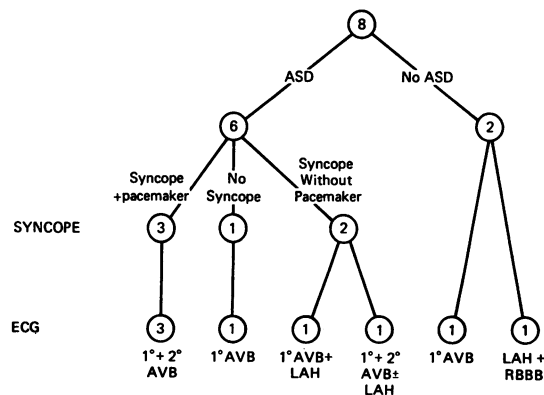 8
ASD
No ASD
6
2
Syncope
+pacemaker
No
Syncope
Syncope
Without
Pacemaker
SYNCOPE
3
1
2
ECG
3
1
1
1
1
1
1°+ 2°
AVB
1°AVB
1°AVB+
LAH
1°+ 2°
AVB±
LAH
1°AVB
LAH +
RBBB